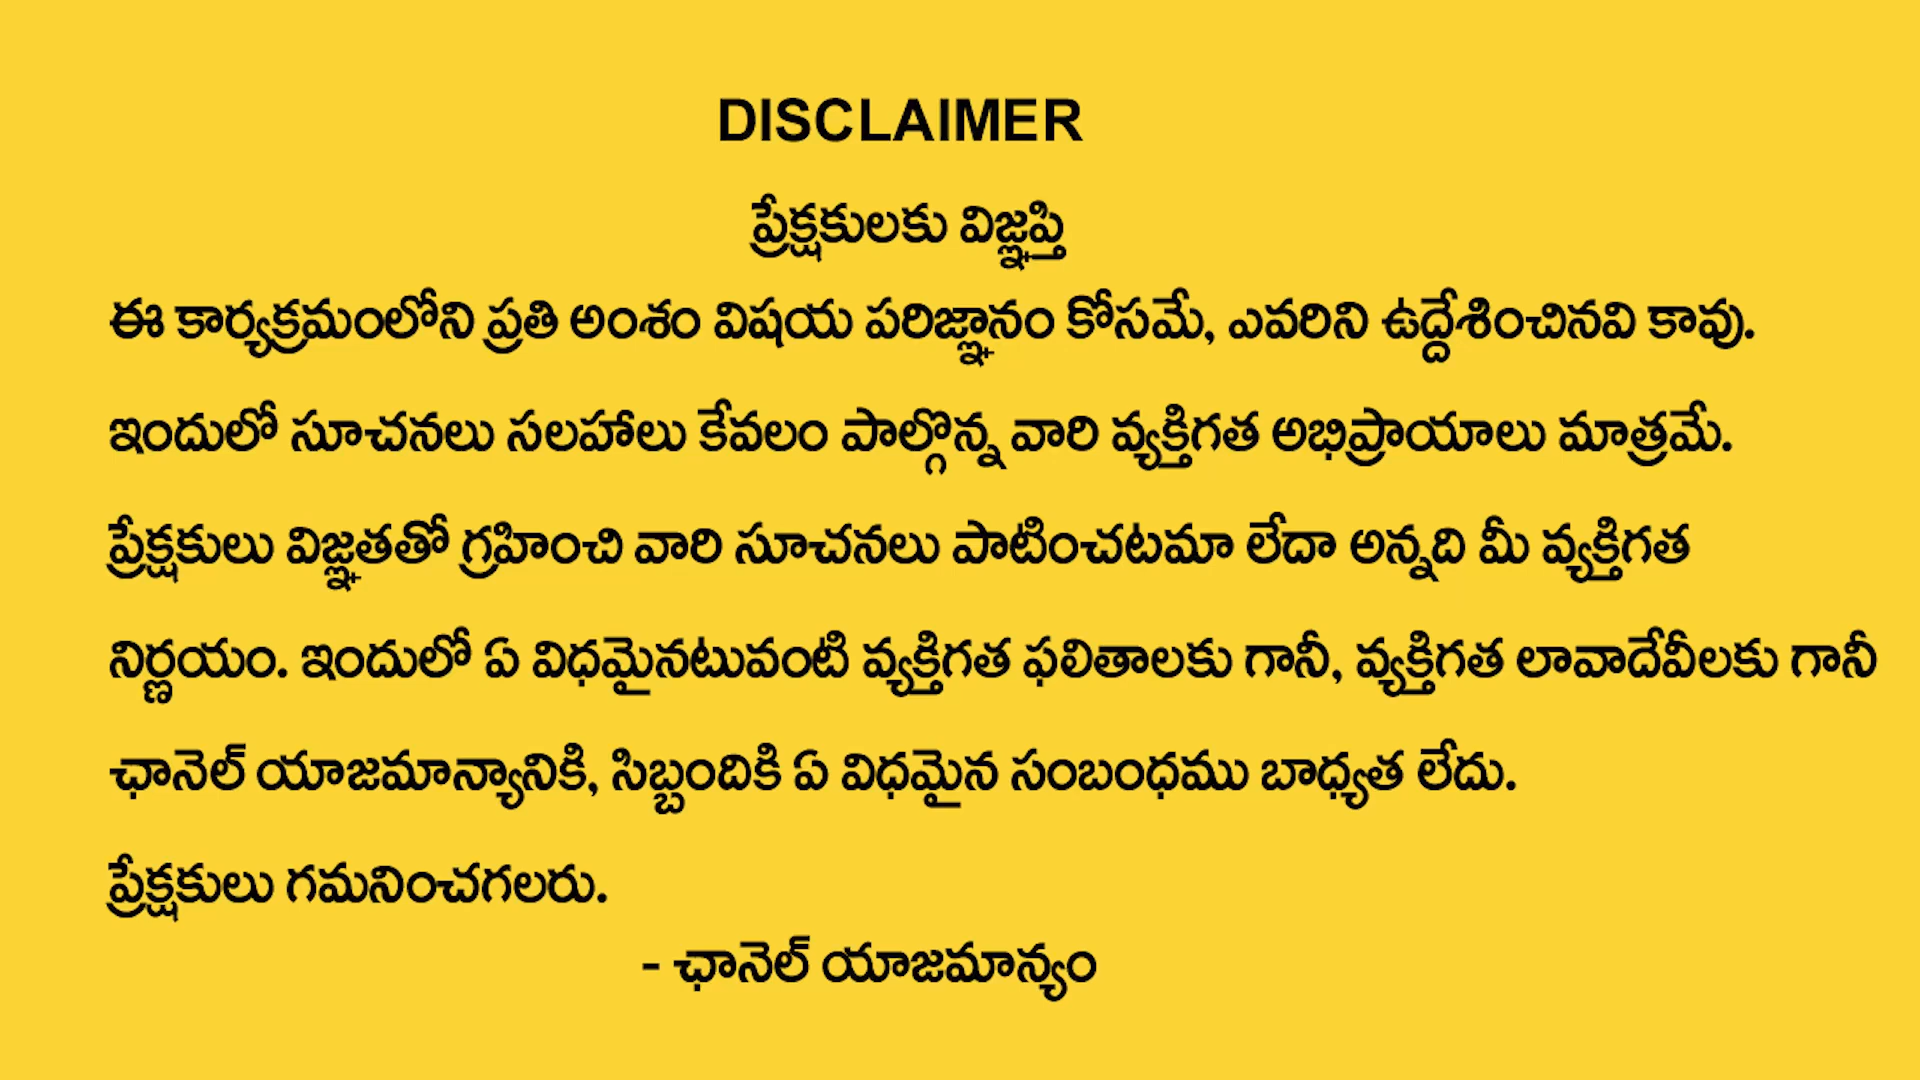 DISCLAIMER
ప్రేక్షకులకు విజ్ఞప్తి
ఈ కార్యక్రమంలోని ప్రతి అంశం విషయ పరిజ్ఞానం కోసమే, ఎవరిని ఉద్దేశించినవి కావు.
ఇందులో సూచనలు సలహాలు కేవలం పాల్గొన్న వారి వ్యక్తిగత అభిప్రాయాలు మాత్రమే.
ప్రేక్షకులు విజ్ఞతతో గ్రహించి వారి సూచనలు పాటించటమా లేదా అన్నది మీ వ్యక్తిగత
నిర్ణయం. ఇందులో ఏ విధమైనటువంటి వ్యక్తిగత ఫలితాలకు గానీ, వ్యక్తిగత లావాదేవీలకు గానీ
ఛానెల్ యాజమాన్యానికి, సిబ్బందికి ఏ విధమైన సంబంధము బాధ్యత లేదు.
ప్రేక్షకులు గమనించగలరు.
- ఛానెల్ యాజమాన్యం